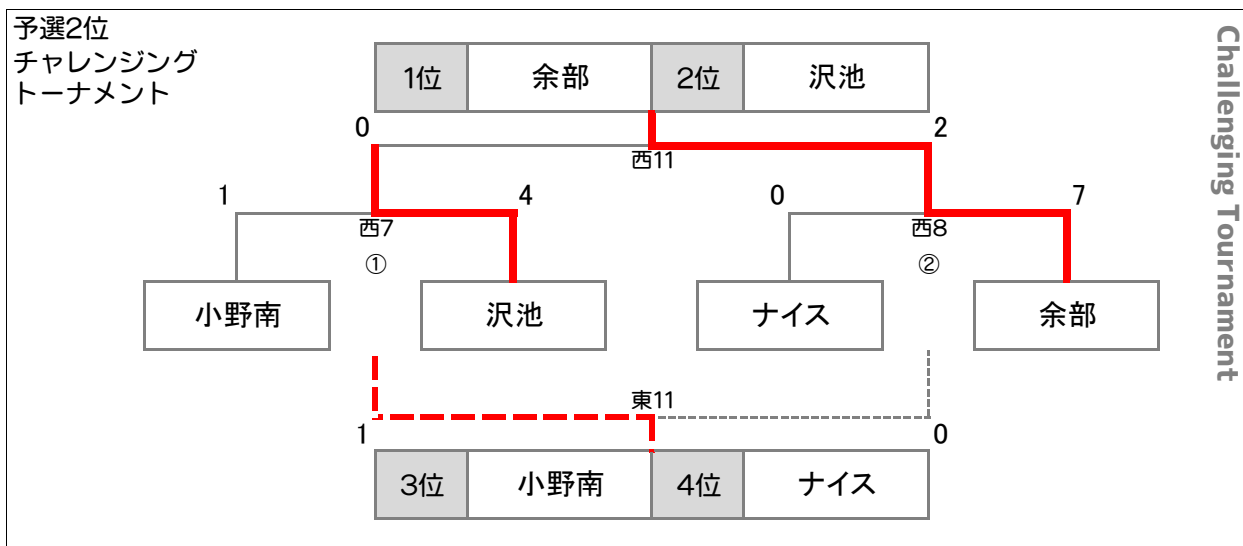 予選2位
チャレンジング
トーナメント
1位 余部 2位 沢池
0 2
西11
1 4 0 7
西7 西8
① ②
小野南 沢池 ナイス 余部
東11
1 0
3位 小野南 4位 ナイス
Challenging Tournament